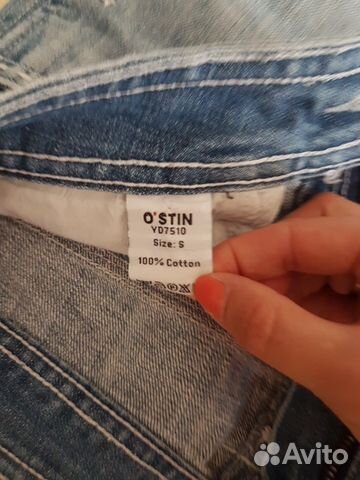 O'STIN
YD7510
Size: S
100% Cotton
Avito